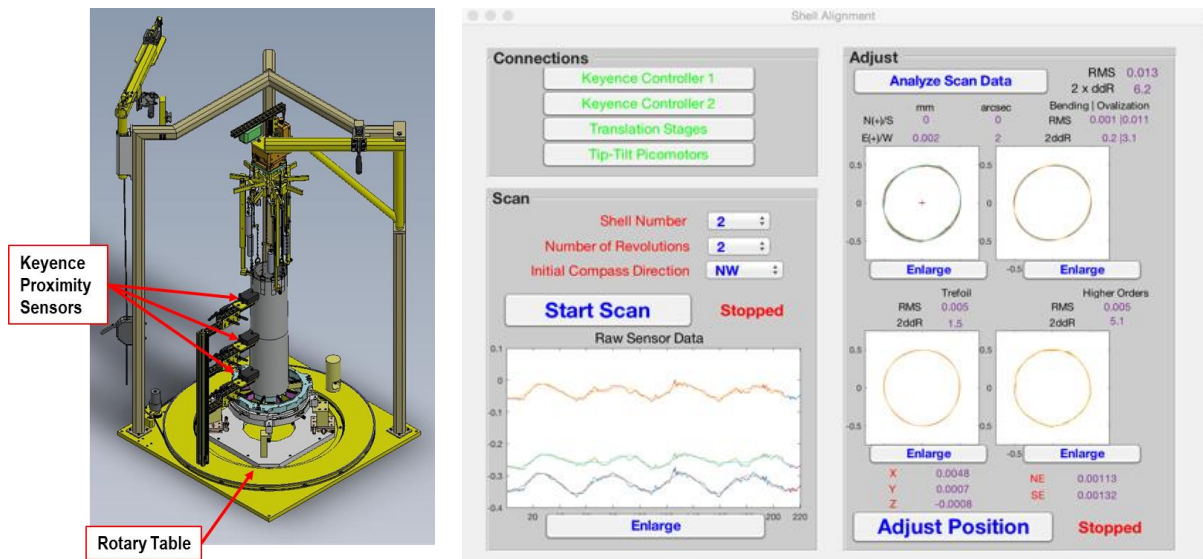 Keyence
Proximity
Sensors
Rotary Table
Shell Alignment
Connections
Keyence Controller 1
Keyence Controller 2
Translation Stages
Tip-Tilt Picomotors
Scan
Shell Number 2
Number of Revolutions 2
Initial Compass Direction NW
Start Scan Stopped
Raw Sensor Data
0.1
0
-0.1
-0.2
-0.3
-0.4
20 200 220
Enlarge
Adjust
Analyze Scan Data
RMS 0.013
2 x ddR 6.2
mm arcsec
N(+)/S 0 0
E(+)/W 0.002 2
Bending | Ovalization
RMS 0.001 |0.011
2ddR 0.2 |3.1
0.5 0.5
0 0
-0.5 -0.5
Enlarge Enlarge
Trefoil Higher Orders
RMS 0.005 RMS 0.005
2ddR 1.5 2ddR 5.1
0.5 0.5
0 0
-0.5 -0.5
Enlarge Enlarge
X 0.0048
Y 0.0007
Z -0.0008
NE 0.00113
SE 0.00132
Adjust Position Stopped